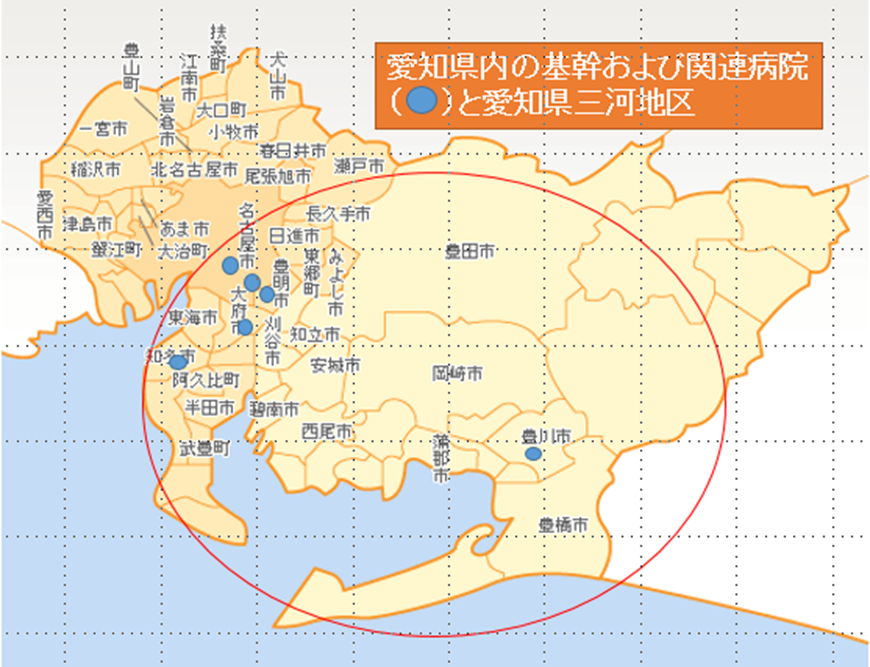 愛知県内の基幹および関連病院
(●)と愛知県三河地区
扶桑町
豊山町
江南市
犬山市
岩倉市
大口町
一宮市
小牧市
春日井市
瀬戸市
稲沢市
北名古屋市
尾張旭市
愛西市
名古屋市
長久手市
津島市
あま市
日進市
蟹江町
大治町
東郷町
みよし市
豊田市
豊明市
大府市
東海市
刈谷市
知立市
知多市
安城市
岡崎市
阿久比町
半田市
碧南市
西尾市
豊川市
蒲郡市
武豊町
豊橋市